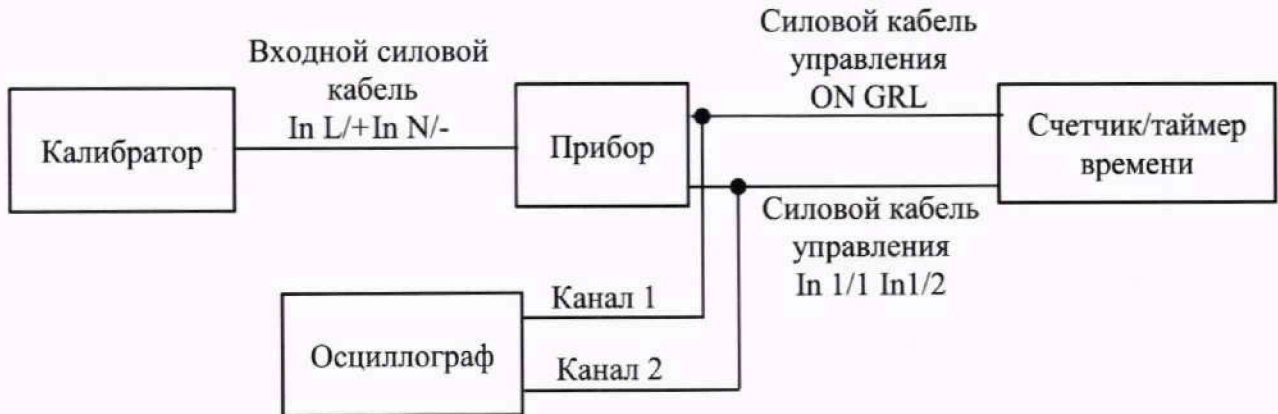 Силовой кабель
управления
ON GRL
Входной силовой
кабель
In L/+In N/-
Калибратор
Прибор
Счетчик/таймер
времени
Силовой кабель
управления
In 1/1 In1/2
Канал 1
Осциллограф
Канал 2